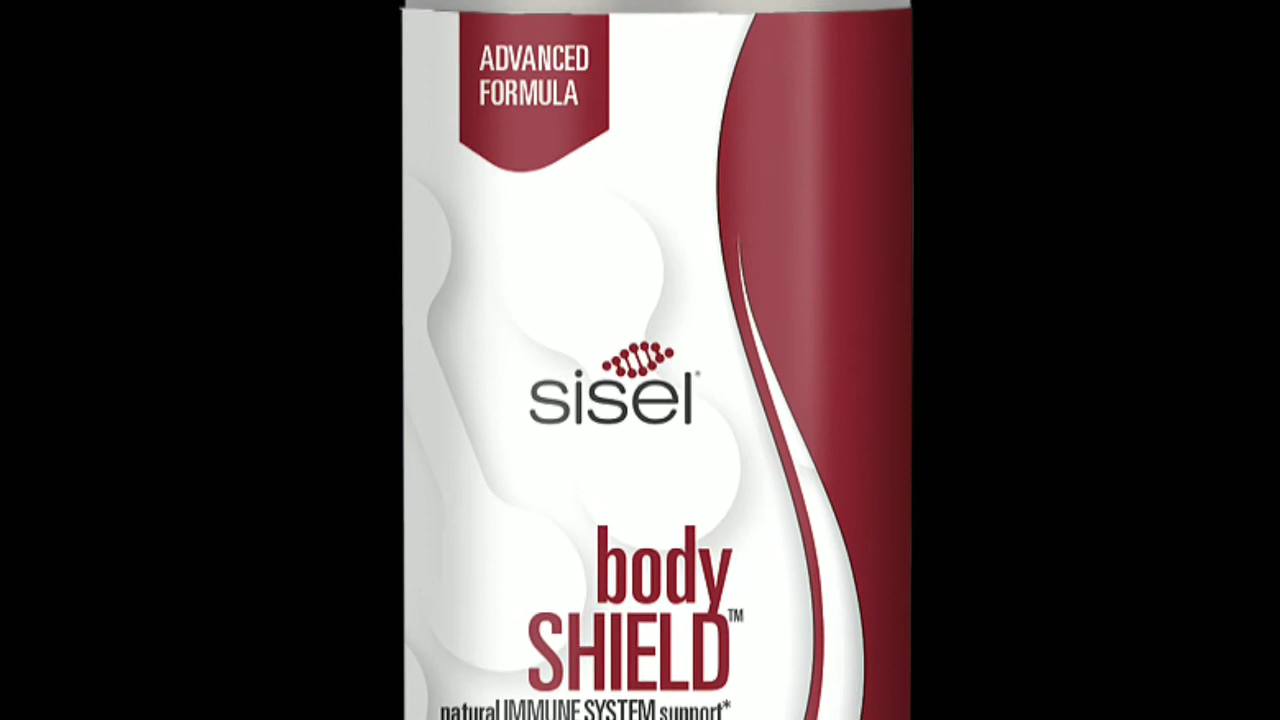 ADVANCED
FORMULA
sisel®
body
SHIELD™
natural IMMUNE SYSTEM support*